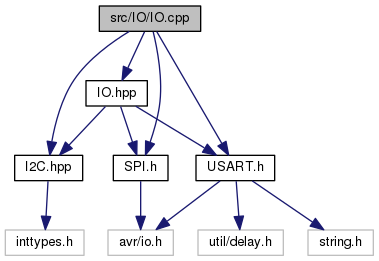 src/IO/IO.cpp
IO.hpp
I2C.hpp
SPI.h
USART.h
inttypes.h
avr/io.h
util/delay.h
string.h